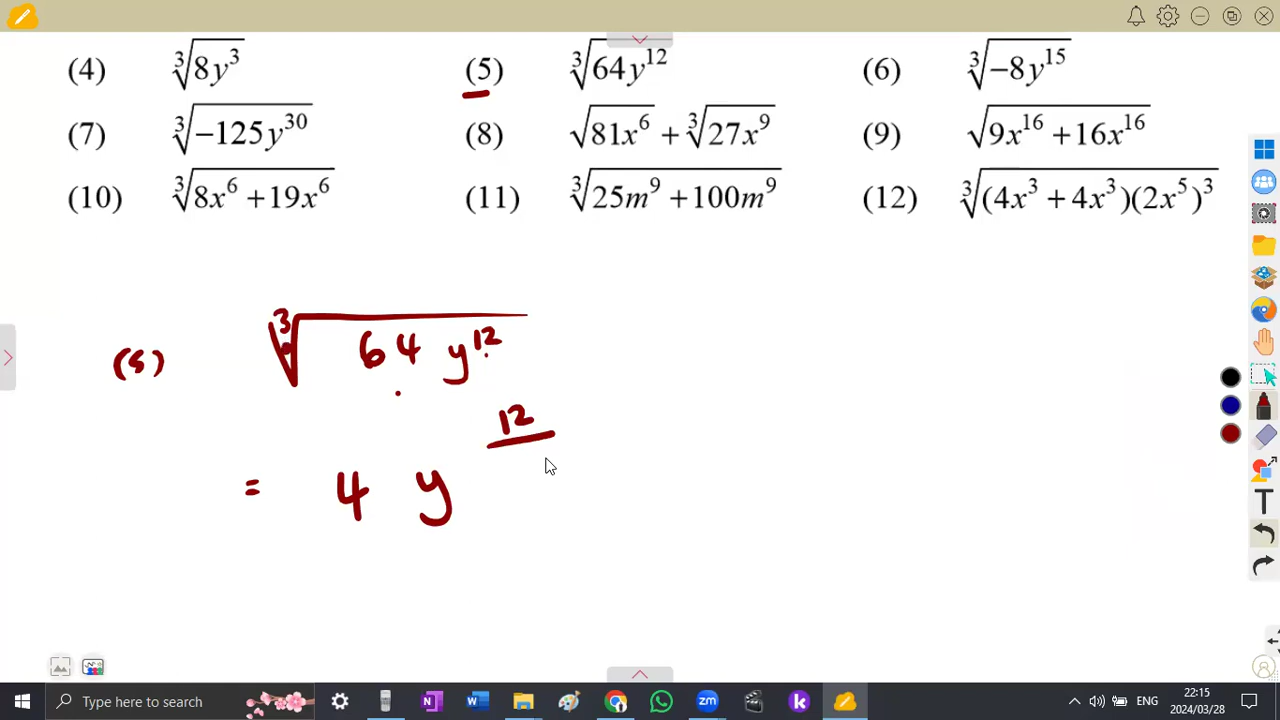 (4) ∛8y³ (5) ∛64y¹² (6) ∛−8y¹⁵
(7) ∛−125y³⁰ (8) √81x⁶ + ∛27x⁹ (9) √9x¹⁶ + 16x¹⁶
(10) ∛8x⁶ + 19x⁶ (11) ∛25m⁹ + 100m⁹ (12) ∛(4x³ + 4x³)(2x⁵)³
(5) ∛64 y¹²
12
= 4 y
T
Type here to search
ENG
22:15
2024/03/28